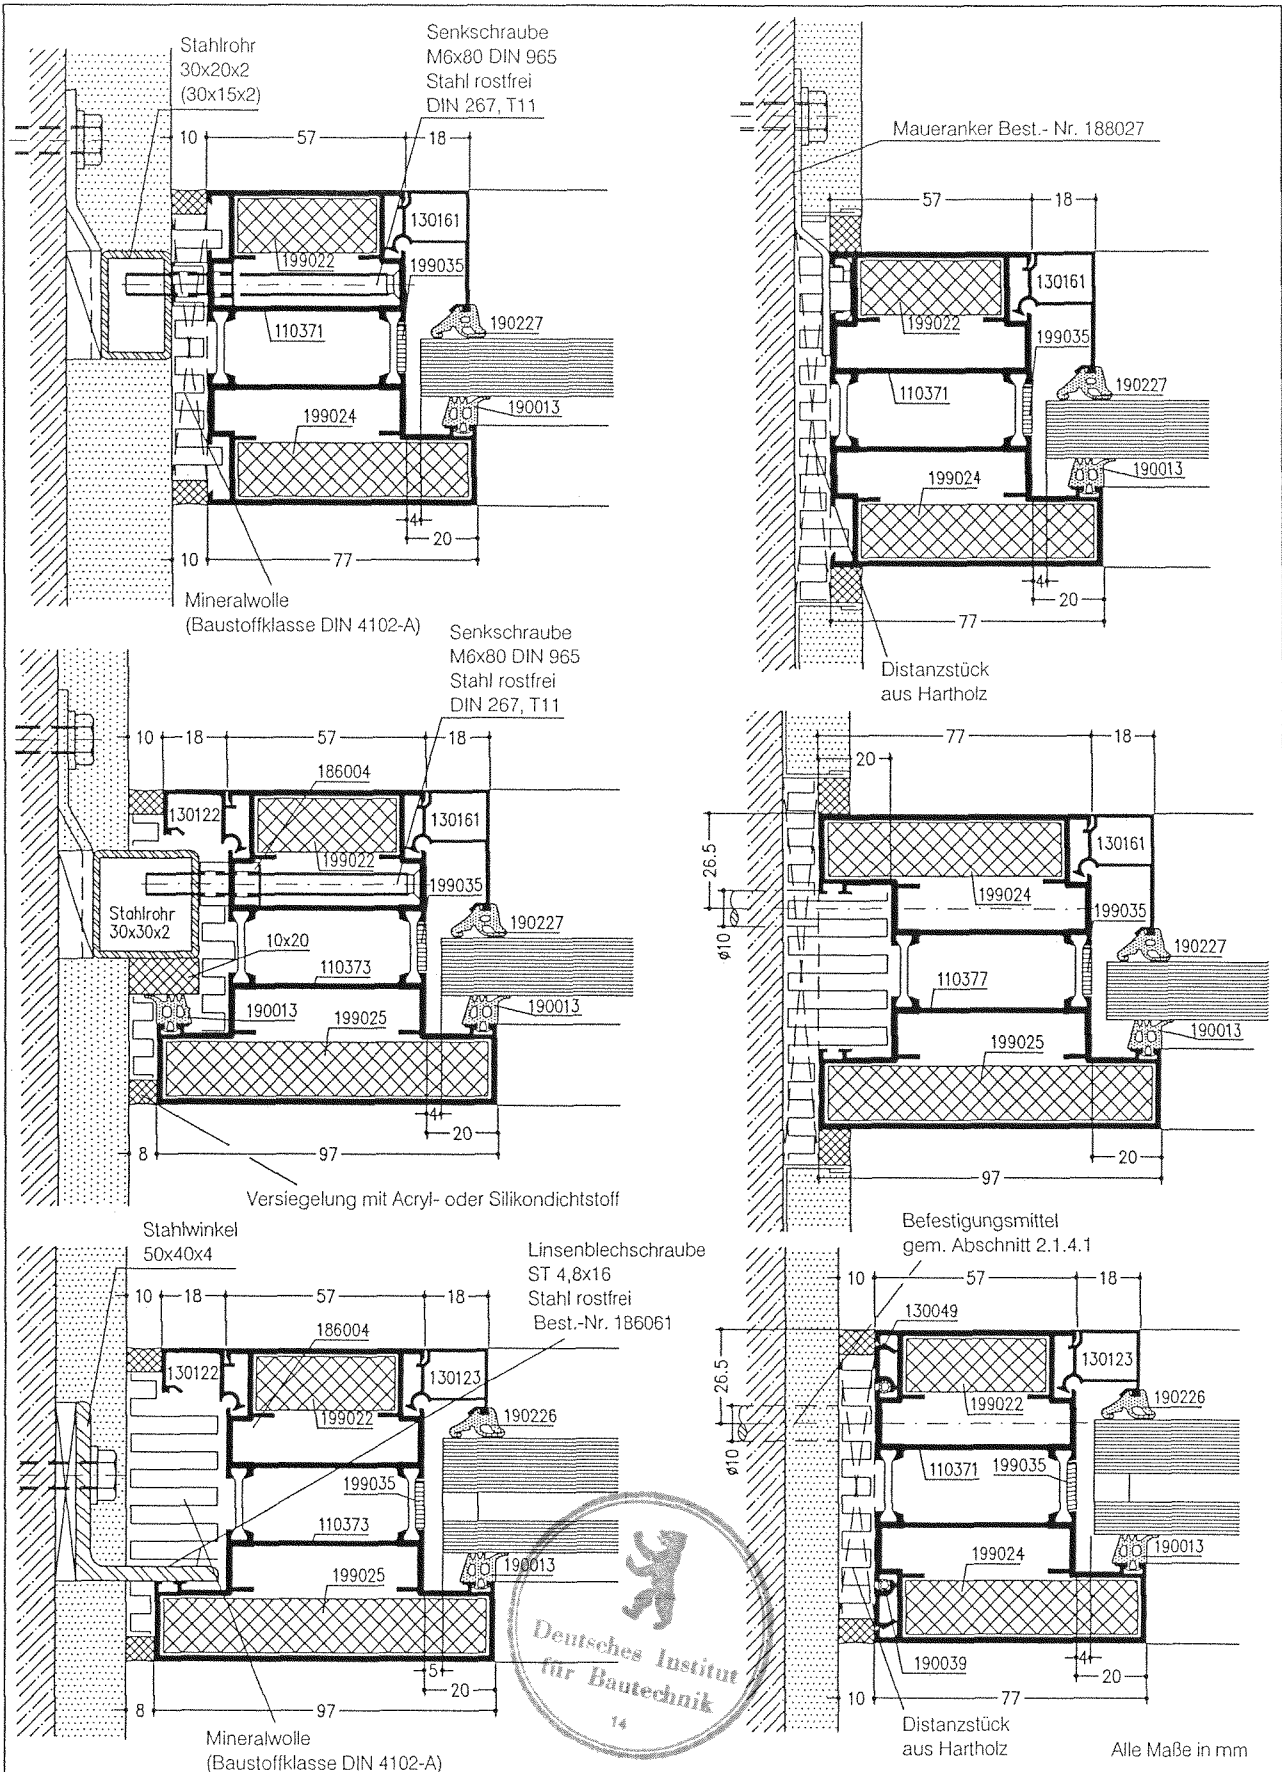 Stahlrohr
30x20x2
(30x15x2)
Senkschraube
M6x80 DIN 965
Stahl rostfrei
DIN 267, T11
10
57
18
130161
199022
199035
110371
190227
190013
199024
4
20
10
77
Mineralwolle
(Baustoffklasse DIN 4102-A)
Maueranker Best.- Nr. 188027
57
18
130161
199022
199035
110371
190227
190013
199024
4
20
77
Distanzstück
aus Hartholz
Senkschraube
M6x80 DIN 965
Stahl rostfrei
DIN 267, T11
10
18
57
18
186004
130122
130161
199022
199035
Stahlrohr
30x30x2
10x20
190227
110373
190013
190013
199025
4
20
8
97
Versiegelung mit Acryl- oder Silikondichtstoff
77
18
20
26.5
ø10
130161
199024
199035
190227
110377
190013
199025
20
97
Stahlwinkel
50x40x4
Linsenblechschraube
ST 4,8x16
Stahl rostfrei
Best.-Nr. 186061
10
18
57
18
186004
130122
130123
199022
190226
199035
110373
190013
199025
5
20
8
97
Mineralwolle
(Baustoffklasse DIN 4102-A)
Befestigungsmittel
gem. Abschnitt 2.1.4.1
10
57
18
130049
26.5
ø10
130123
199022
190226
110371
199035
190013
199024
4
20
190039
10
77
Distanzstück
aus Hartholz
Alle Maße in mm
Deutsches Institut
für Bautechnik
14